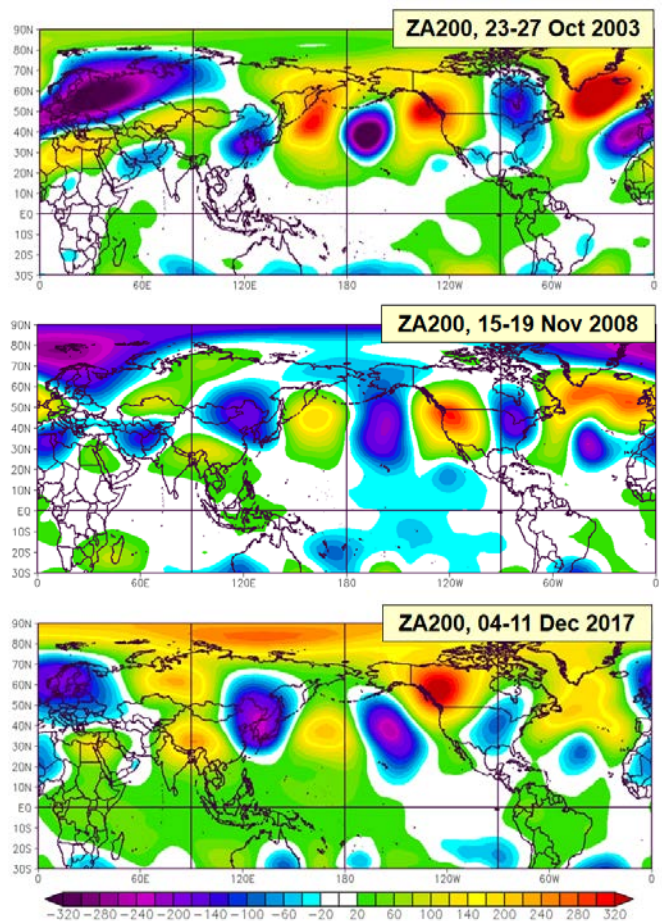 ZA200, 23-27 Oct 2003
90N
80N
70N
60N
50N
40N
30N
20N
10N
EQ
10S
20S
30S
0 60E 120E 180 120W 60W 0
ZA200, 15-19 Nov 2008
90N
80N
70N
60N
50N
40N
30N
20N
10N
EQ
10S
20S
30S
0 60E 120E 180 120W 60W 0
ZA200, 04-11 Dec 2017
90N
80N
70N
60N
50N
40N
30N
20N
10N
EQ
10S
20S
30S
0 60E 120E 180 120W 60W 0
-320 -280 -240 -200 -140 -100 -60 -20 20 60 100 140 200 240 280 320